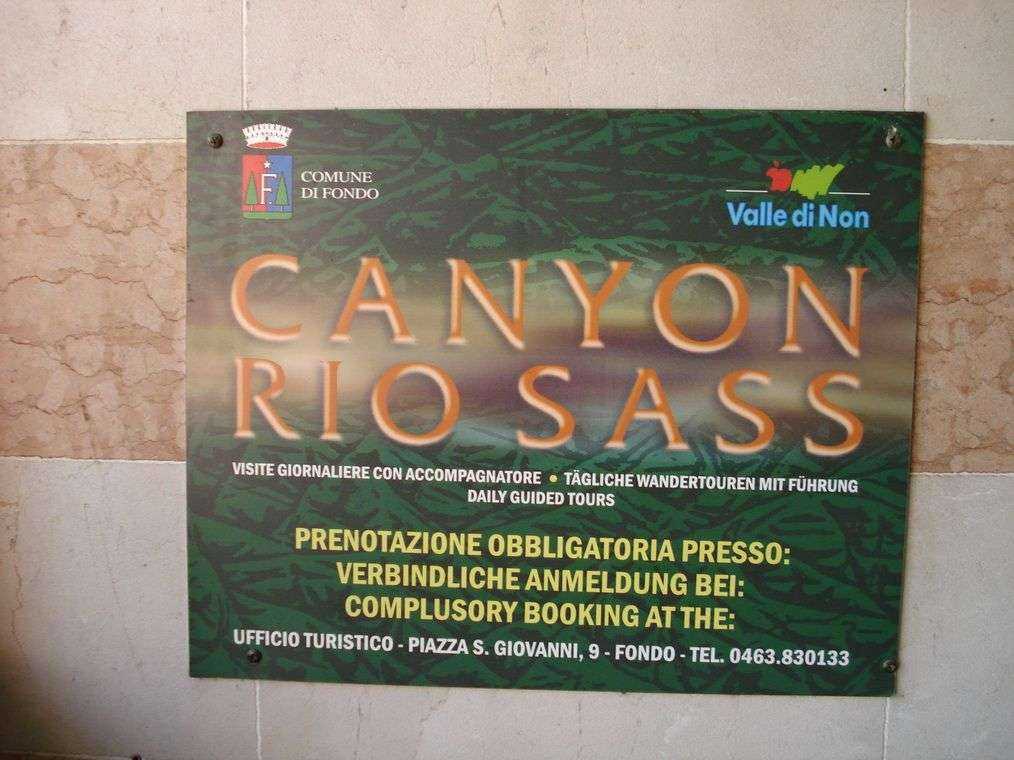 F
COMUNE
DI FONDO
Valle di Non
CANYON
RIO SASS
VISITE GIORNALIERE CON ACCOMPAGNATORE • TÄGLICHE WANDERTOUREN MIT FÜHRUNG
DAILY GUIDED TOURS
PRENOTAZIONE OBBLIGATORIA PRESSO:
VERBINDLICHE ANMELDUNG BEI:
COMPLUSORY BOOKING AT THE:
UFFICIO TURISTICO - PIAZZA S. GIOVANNI, 9 - FONDO - TEL. 0463.830133